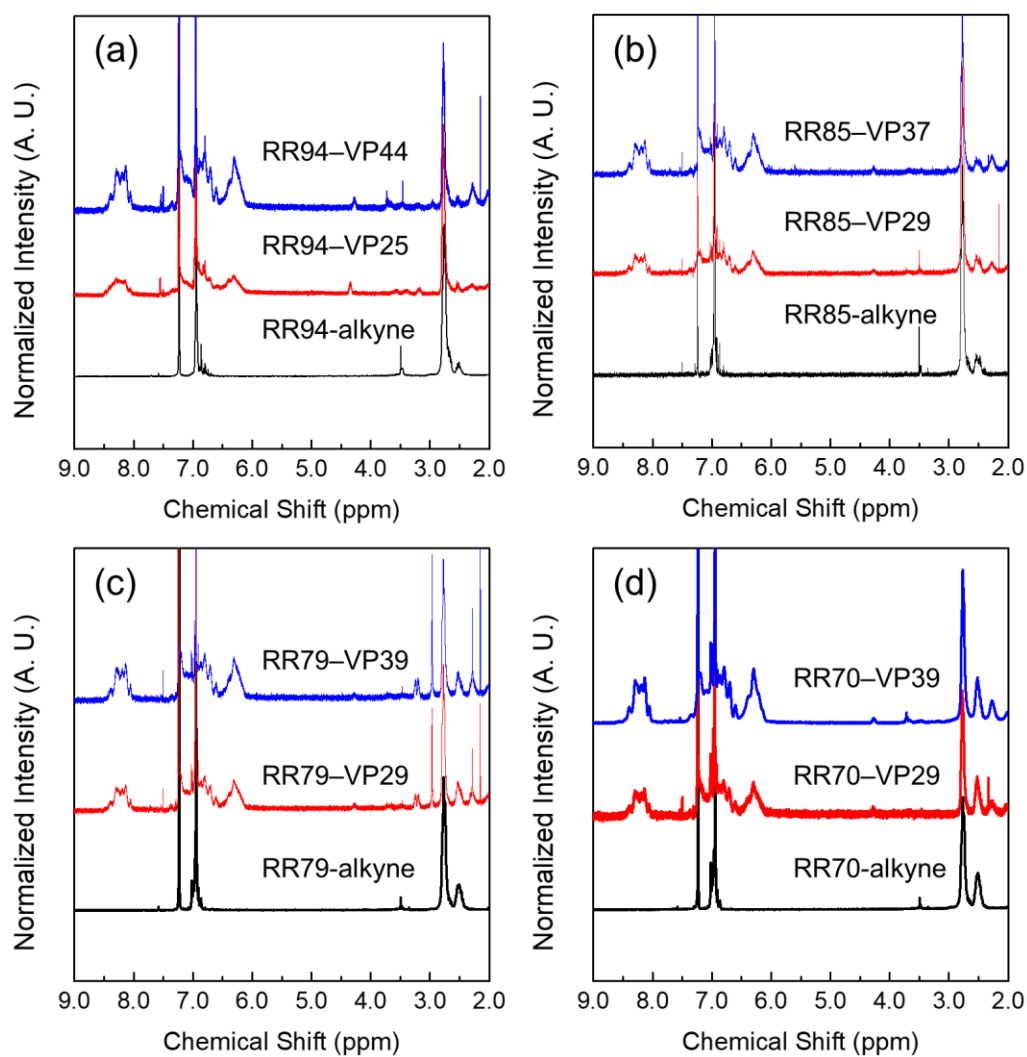 (a)
Normalized Intensity (A. U.)
RR94–VP44
RR94–VP25
RR94-alkyne
9.0 8.0 7.0 6.0 5.0 4.0 3.0 2.0
Chemical Shift (ppm)
(b)
Normalized Intensity (A. U.)
RR85–VP37
RR85–VP29
RR85-alkyne
9.0 8.0 7.0 6.0 5.0 4.0 3.0 2.0
Chemical Shift (ppm)
(c)
Normalized Intensity (A. U.)
RR79–VP39
RR79–VP29
RR79-alkyne
9.0 8.0 7.0 6.0 5.0 4.0 3.0 2.0
Chemical Shift (ppm)
(d)
Normalized Intensity (A. U.)
RR70–VP39
RR70–VP29
RR70-alkyne
9.0 8.0 7.0 6.0 5.0 4.0 3.0 2.0
Chemical Shift (ppm)